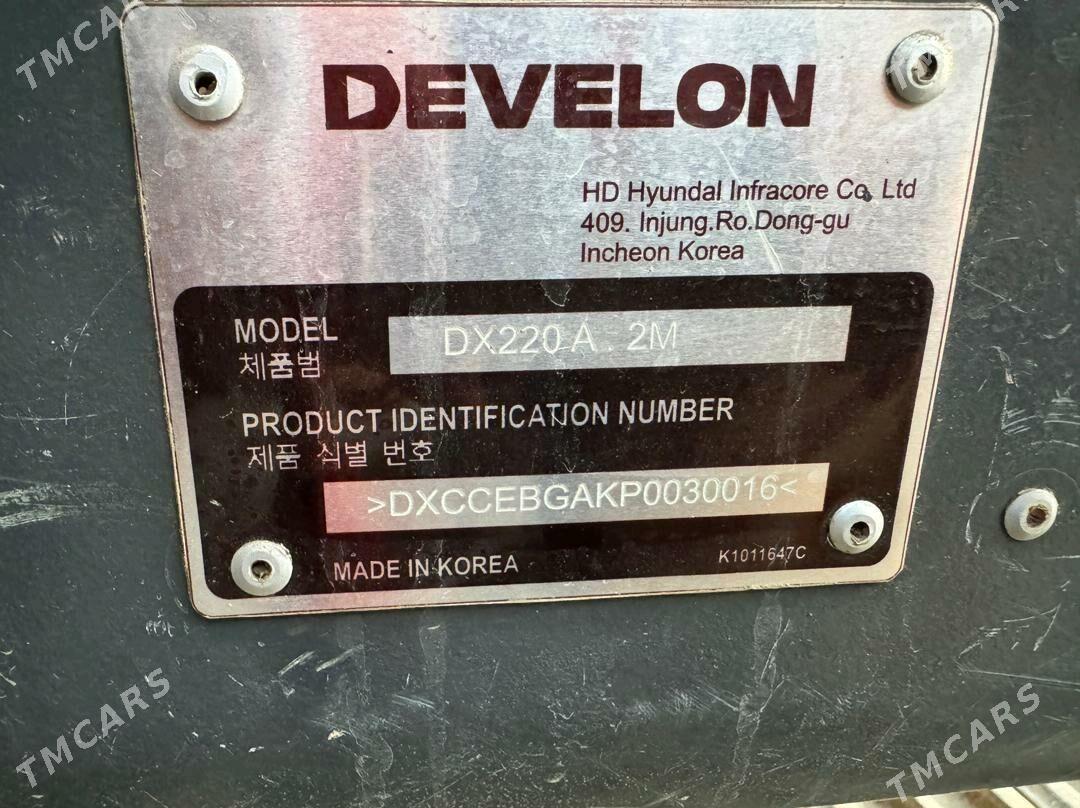 TMCARS
TMCARS
DEVELON
HD Hyundal Infracore Co, Ltd
409. Injung.Ro.Dong-gu
Incheon Korea
MODEL
DX220 A . 2M
체품범
PRODUCT IDENTIFICATION NUMBER
제품 식별 번호
>DXCCEBGAKP0030016<
MADE IN KOREA
K1011647C
TMCARS
TMCARS